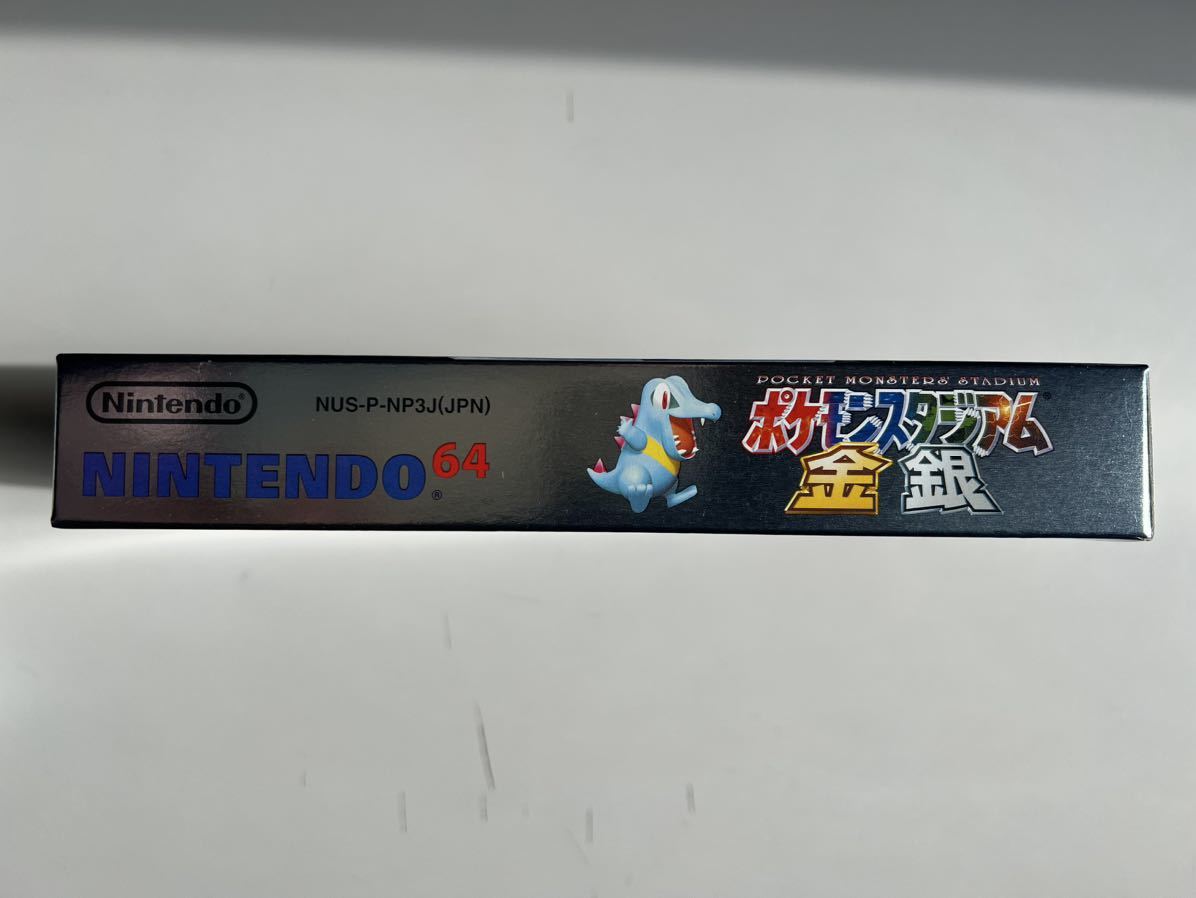 Nintendo®
NUS-P-NP3J(JPN)
NINTENDO64®
POCKET MONSTERS' STADIUM
ポケモンスタジアム®
金 銀